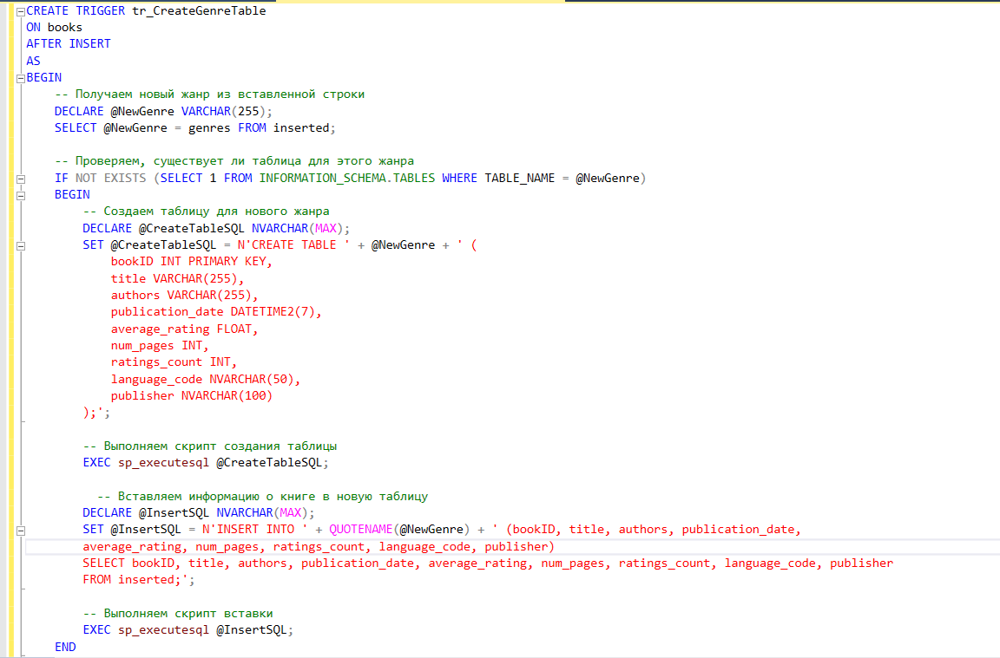 CREATE TRIGGER tr_CreateGenreTable
ON books
AFTER INSERT
AS
BEGIN
-- Получаем новый жанр из вставленной строки
DECLARE @NewGenre VARCHAR(255);
SELECT @NewGenre = genres FROM inserted;
-- Проверяем, существует ли таблица для этого жанра
IF NOT EXISTS (SELECT 1 FROM INFORMATION_SCHEMA.TABLES WHERE TABLE_NAME = @NewGenre)
BEGIN
-- Создаем таблицу для нового жанра
DECLARE @CreateTableSQL NVARCHAR(MAX);
SET @CreateTableSQL = N'CREATE TABLE ' + @NewGenre + ' (
bookID INT PRIMARY KEY,
title VARCHAR(255),
authors VARCHAR(255),
publication_date DATETIME2(7),
average_rating FLOAT,
num_pages INT,
ratings_count INT,
language_code NVARCHAR(50),
publisher NVARCHAR(100)
);';
-- Выполняем скрипт создания таблицы
EXEC sp_executesql @CreateTableSQL;
-- Вставляем информацию о книге в новую таблицу
DECLARE @InsertSQL NVARCHAR(MAX);
SET @InsertSQL = N'INSERT INTO ' + QUOTENAME(@NewGenre) + ' (bookID, title, authors, publication_date,
average_rating, num_pages, ratings_count, language_code, publisher)
SELECT bookID, title, authors, publication_date, average_rating, num_pages, ratings_count, language_code, publisher
FROM inserted;';
-- Выполняем скрипт вставки
EXEC sp_executesql @InsertSQL;
END